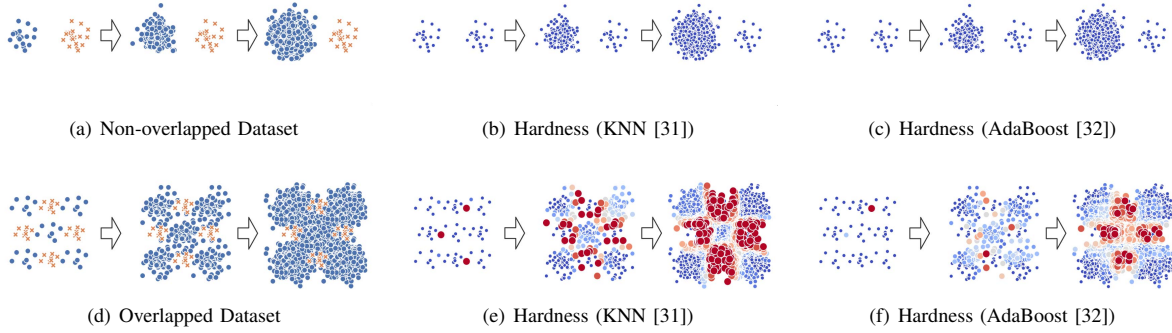 (a) Non-overlapped Dataset
(b) Hardness (KNN [31])
(c) Hardness (AdaBoost [32])
(d) Overlapped Dataset
(e) Hardness (KNN [31])
(f) Hardness (AdaBoost [32])